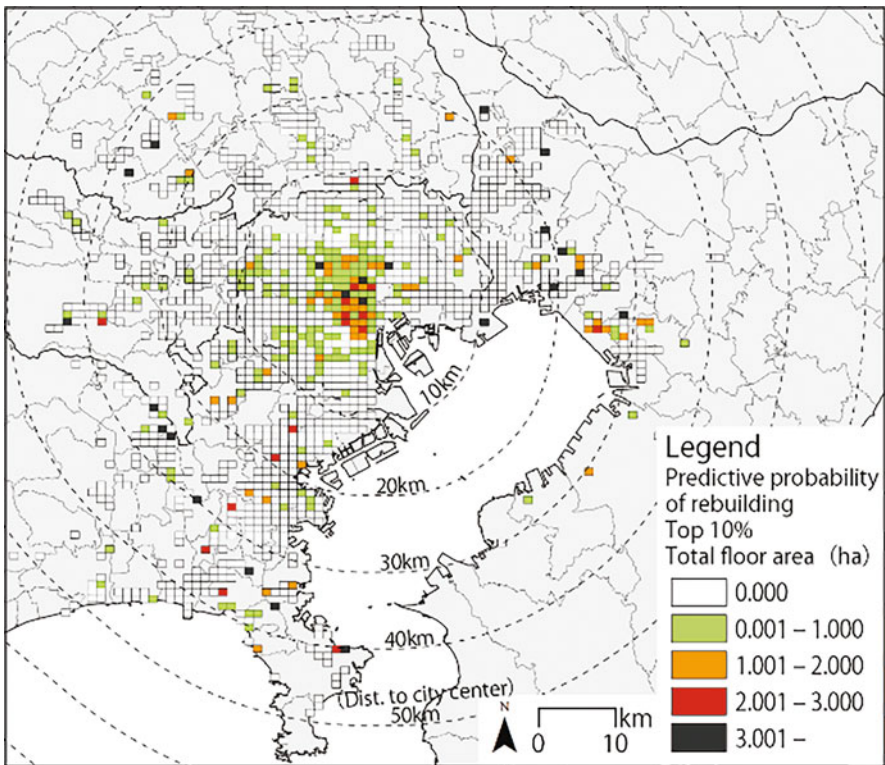 10km
20km
30km
40km
(Dist. to city center)
50km
N
km
0 10
Legend
Predictive probability
of rebuilding
Top 10%
Total floor area (ha)
0.000
0.001 – 1.000
1.001 – 2.000
2.001 – 3.000
3.001 –